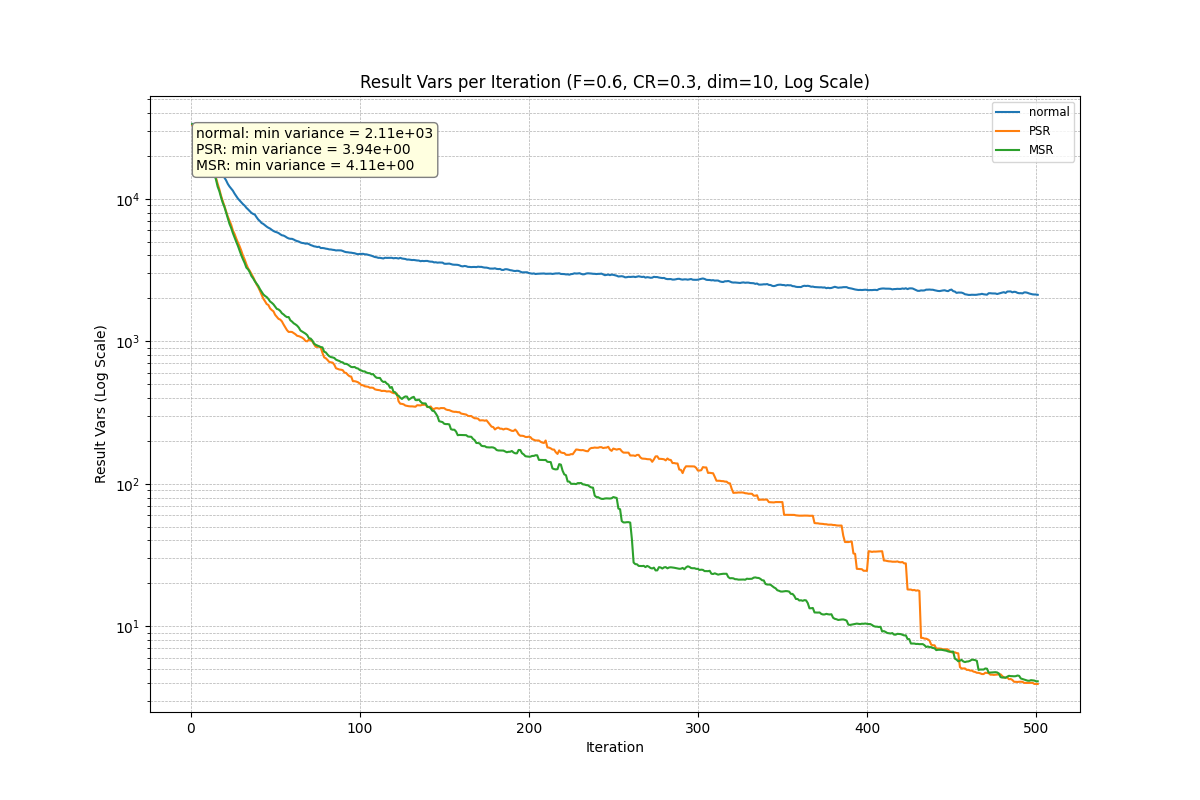 Result Vars per Iteration (F=0.6, CR=0.3, dim=10, Log Scale)
normal: min variance = 2.11e+03
PSR: min variance = 3.94e+00
MSR: min variance = 4.11e+00
normal
PSR
MSR
Result Vars (Log Scale)
10^4
10^3
10^2
10^1
0 100 200 300 400 500
Iteration